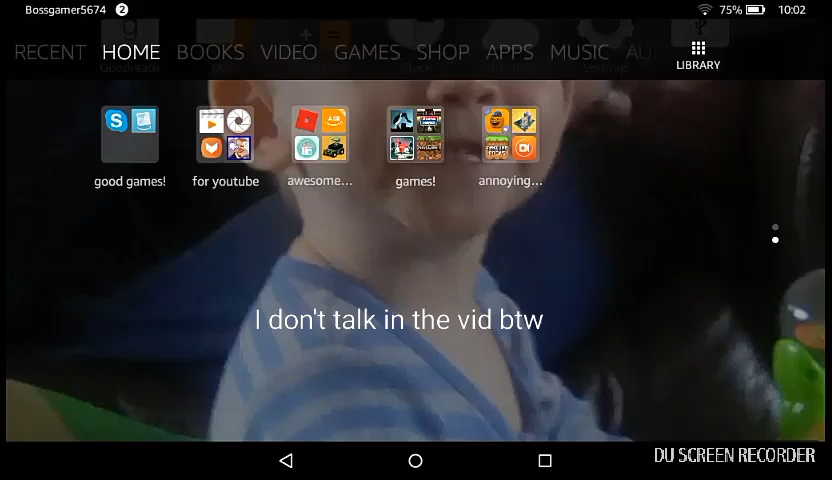 Bossgamer5674 2 75% 10:02
RECENT HOME BOOKS VIDEO GAMES SHOP APPS MUSIC AU
LIBRARY
good games! for youtube awesome... games! annoying...
I don't talk in the vid btw
DU SCREEN RECORDER